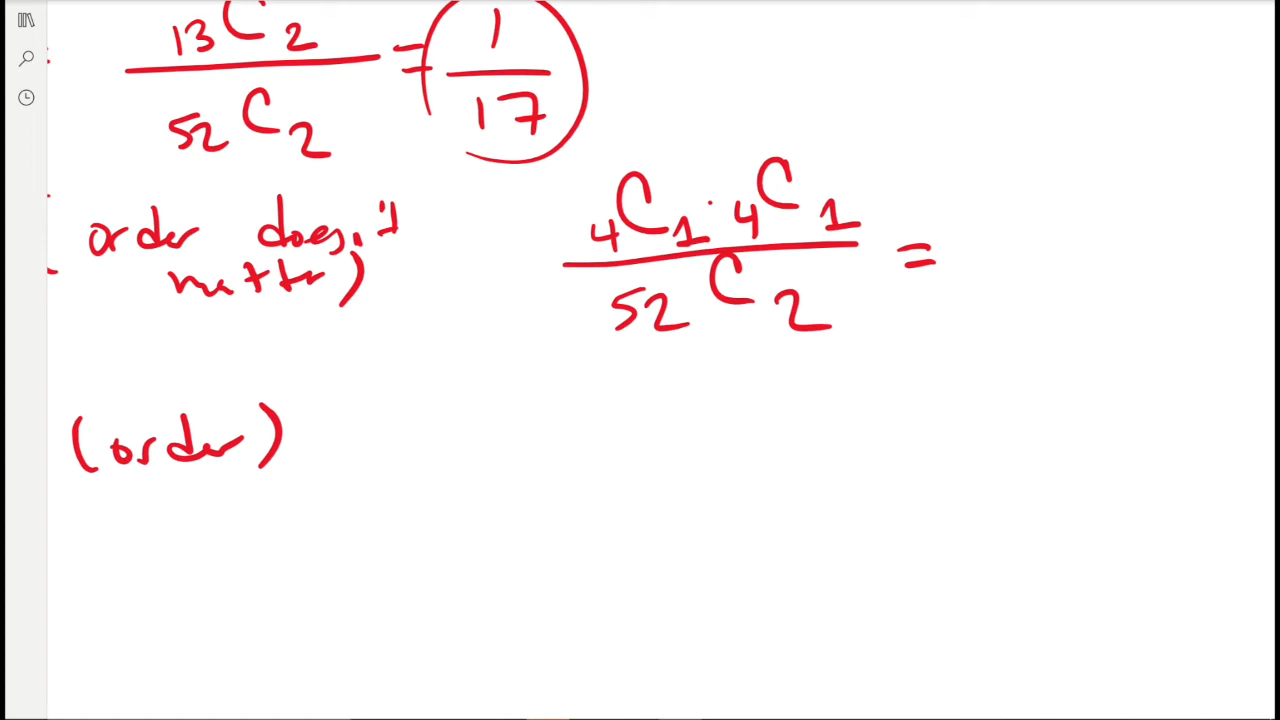 13C2 / 52C2 = 1/17
4C1 · 4C1 / 52C2 =
order doesn't
matter)
(order)